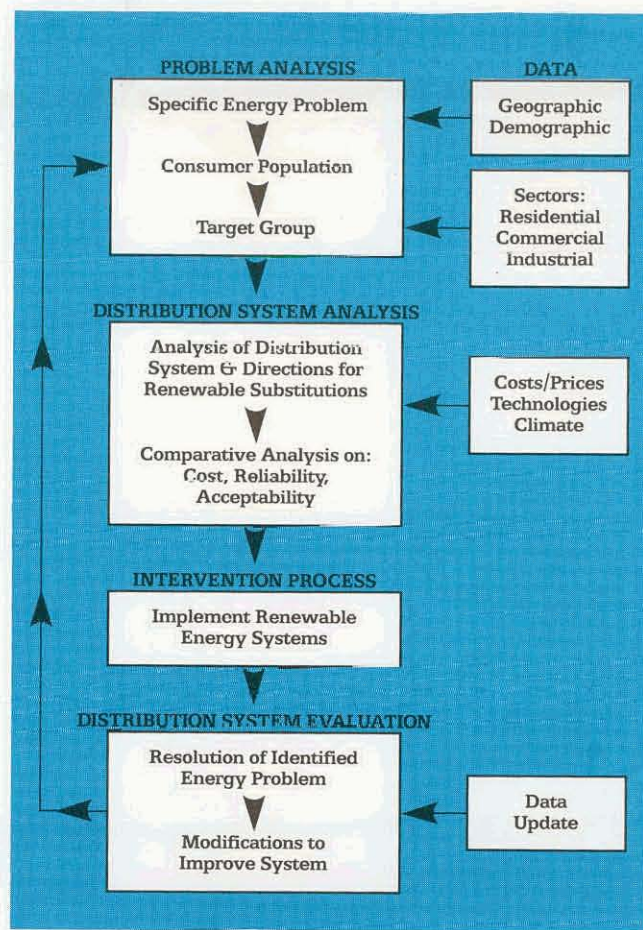 PROBLEM ANALYSIS
Specific Energy Problem
Consumer Population
Target Group
DATA
Geographic
Demographic
Sectors:
Residential
Commercial
Industrial
DISTRIBUTION SYSTEM ANALYSIS
Analysis of Distribution
System & Directions for
Renewable Substitutions
Comparative Analysis on:
Cost, Reliability,
Acceptability
Costs/Prices
Technologies
Climate
INTERVENTION PROCESS
Implement Renewable
Energy Systems
DISTRIBUTION SYSTEM EVALUATION
Resolution of Identified
Energy Problem
Modifications to
Improve System
Data
Update